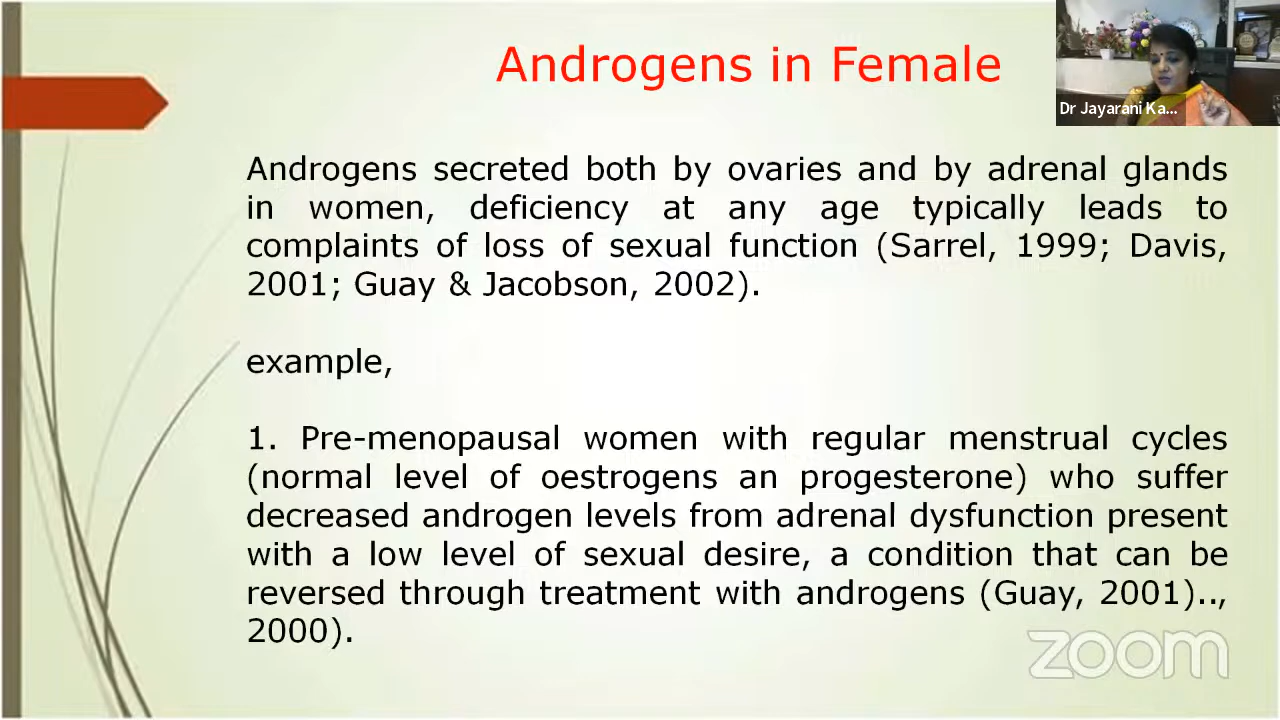 Androgens in Female
Dr Jayarani Ka...
Androgens secreted both by ovaries and by adrenal glands
in women, deficiency at any age typically leads to
complaints of loss of sexual function (Sarrel, 1999; Davis,
2001; Guay & Jacobson, 2002).
example,
1. Pre-menopausal women with regular menstrual cycles
(normal level of oestrogens an progesterone) who suffer
decreased androgen levels from adrenal dysfunction present
with a low level of sexual desire, a condition that can be
reversed through treatment with androgens (Guay, 2001)..,
2000).
zoom